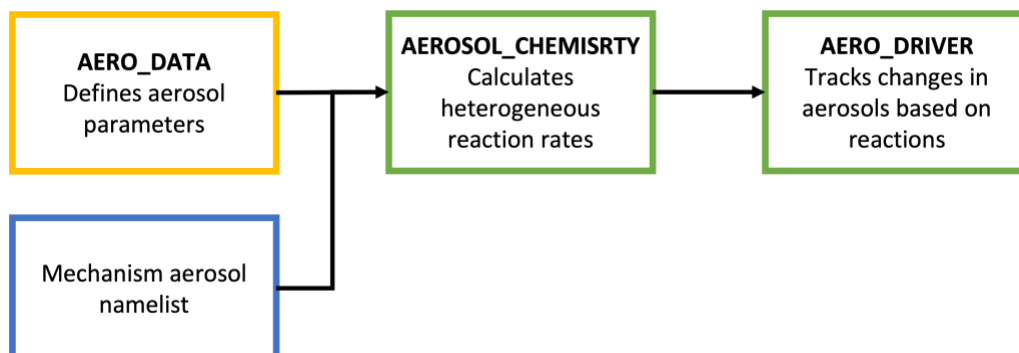 AERO_DATA
Defines aerosol
parameters
AEROSOL_CHEMISRTY
Calculates
heterogeneous
reaction rates
AERO_DRIVER
Tracks changes in
aerosols based on
reactions
Mechanism aerosol
namelist